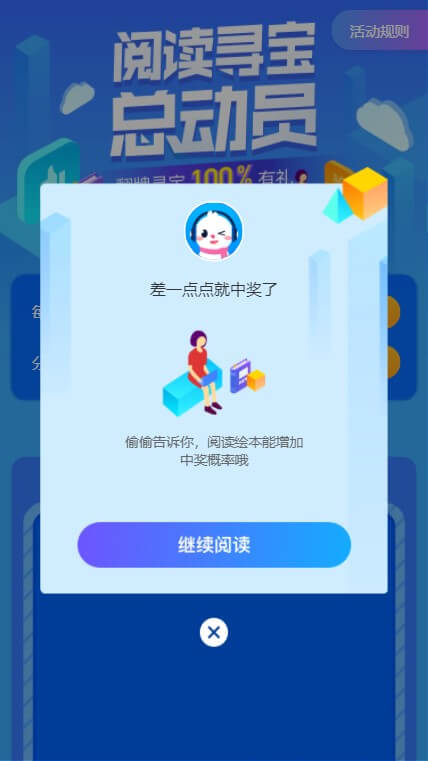 活动规则
阅读寻宝
总动员
翻牌寻宝 100% 有礼
差一点点就中奖了
偷偷告诉你，阅读绘本能增加
中奖概率哦
继续阅读